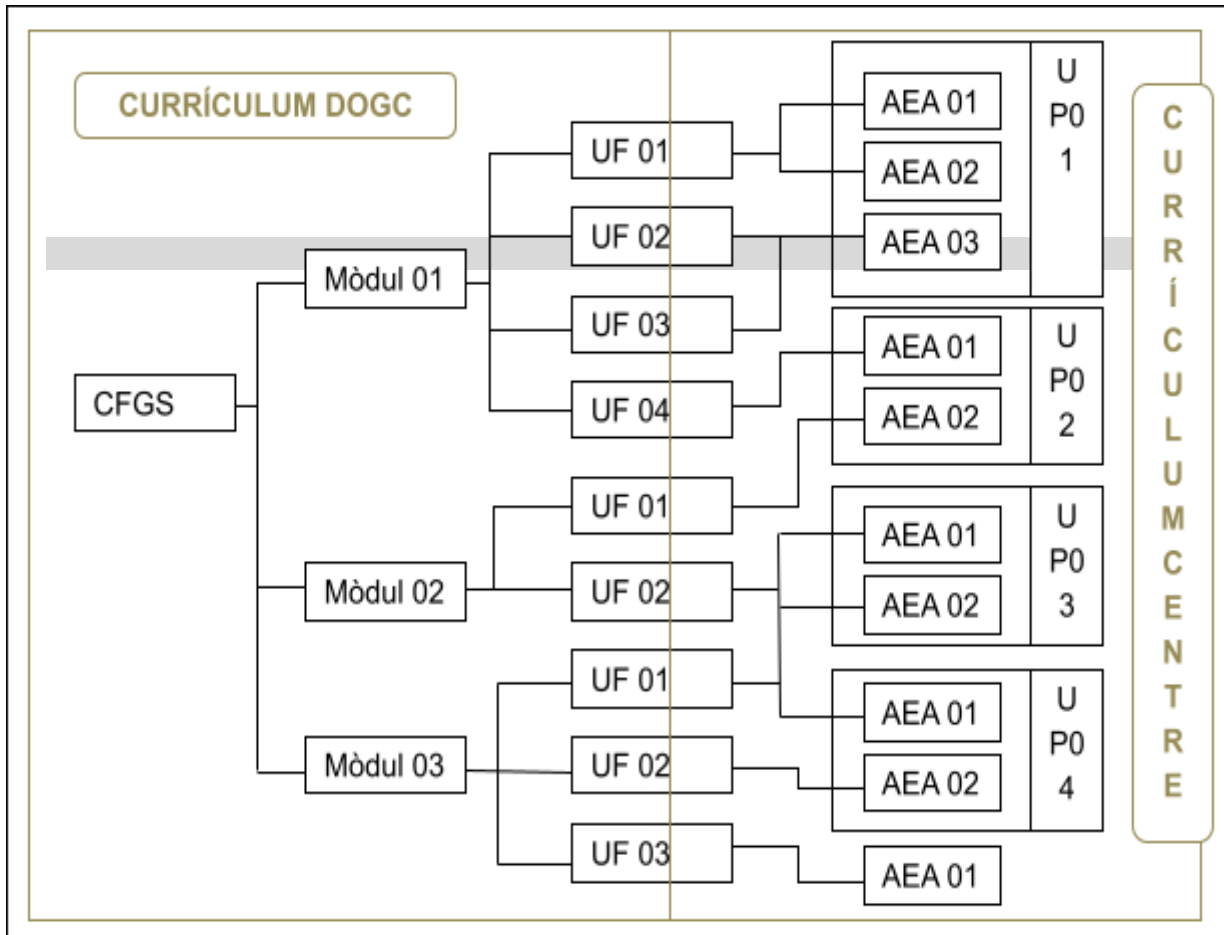 CURRÍCULUM DOGC
CFGS
Mòdul 01
Mòdul 02
Mòdul 03
UF 01
UF 02
UF 03
UF 04
UF 01
UF 02
UF 01
UF 02
UF 03
AEA 01
AEA 02
AEA 03
U
P0
1
AEA 01
AEA 02
U
P0
2
AEA 01
AEA 02
U
P0
3
AEA 01
AEA 02
U
P0
4
AEA 01
C
U
R
R
Í
C
U
L
U
M
C
E
N
T
R
E